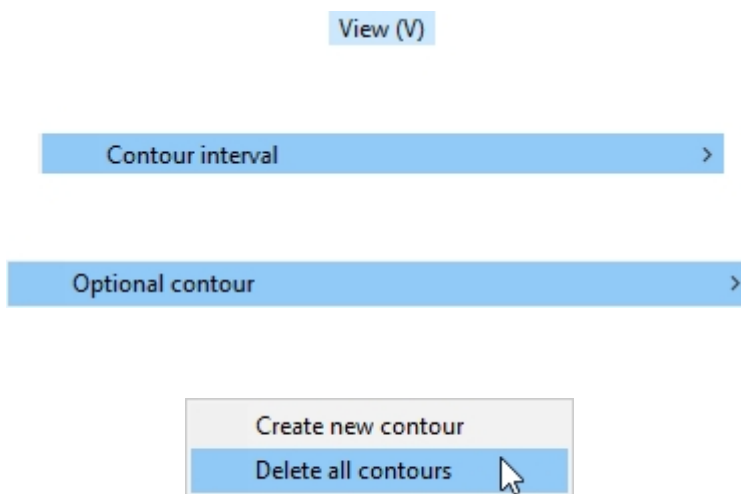 View (V)
Contour interval
Optional contour
Create new contour
Delete all contours